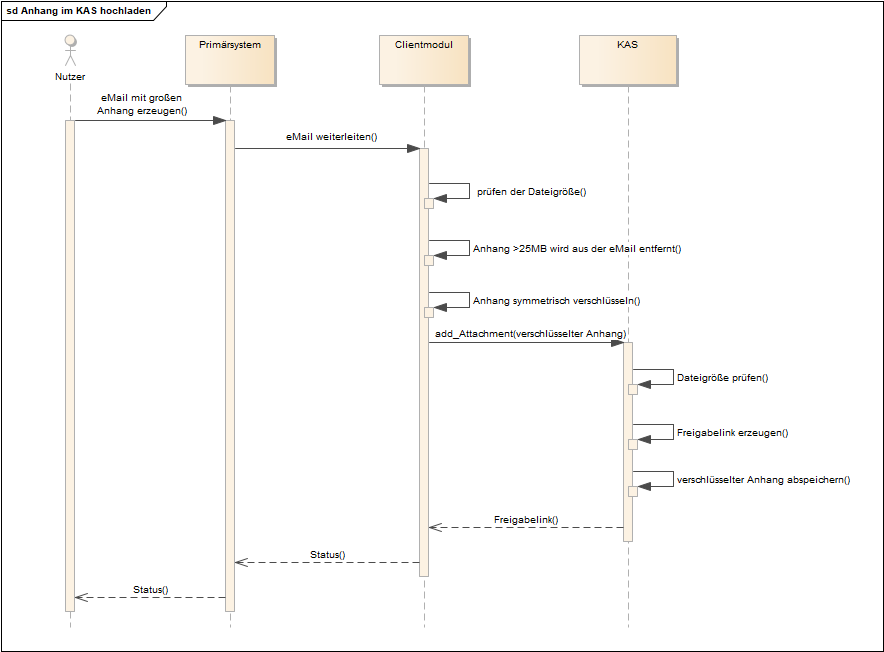 sd Anhang im KAS hochladen
Nutzer
Primärsystem
Clientmodul
KAS
eMail mit großen
Anhang erzeugen()
eMail weiterleiten()
prüfen der Dateigröße()
Anhang >25MB wird aus der eMail entfernt()
Anhang symmetrisch verschlüsseln()
add_Attachment(verschlüsselter Anhang)
Dateigröße prüfen()
Freigabelink erzeugen()
verschlüsselter Anhang abspeichern()
Freigabelink()
Status()
Status()